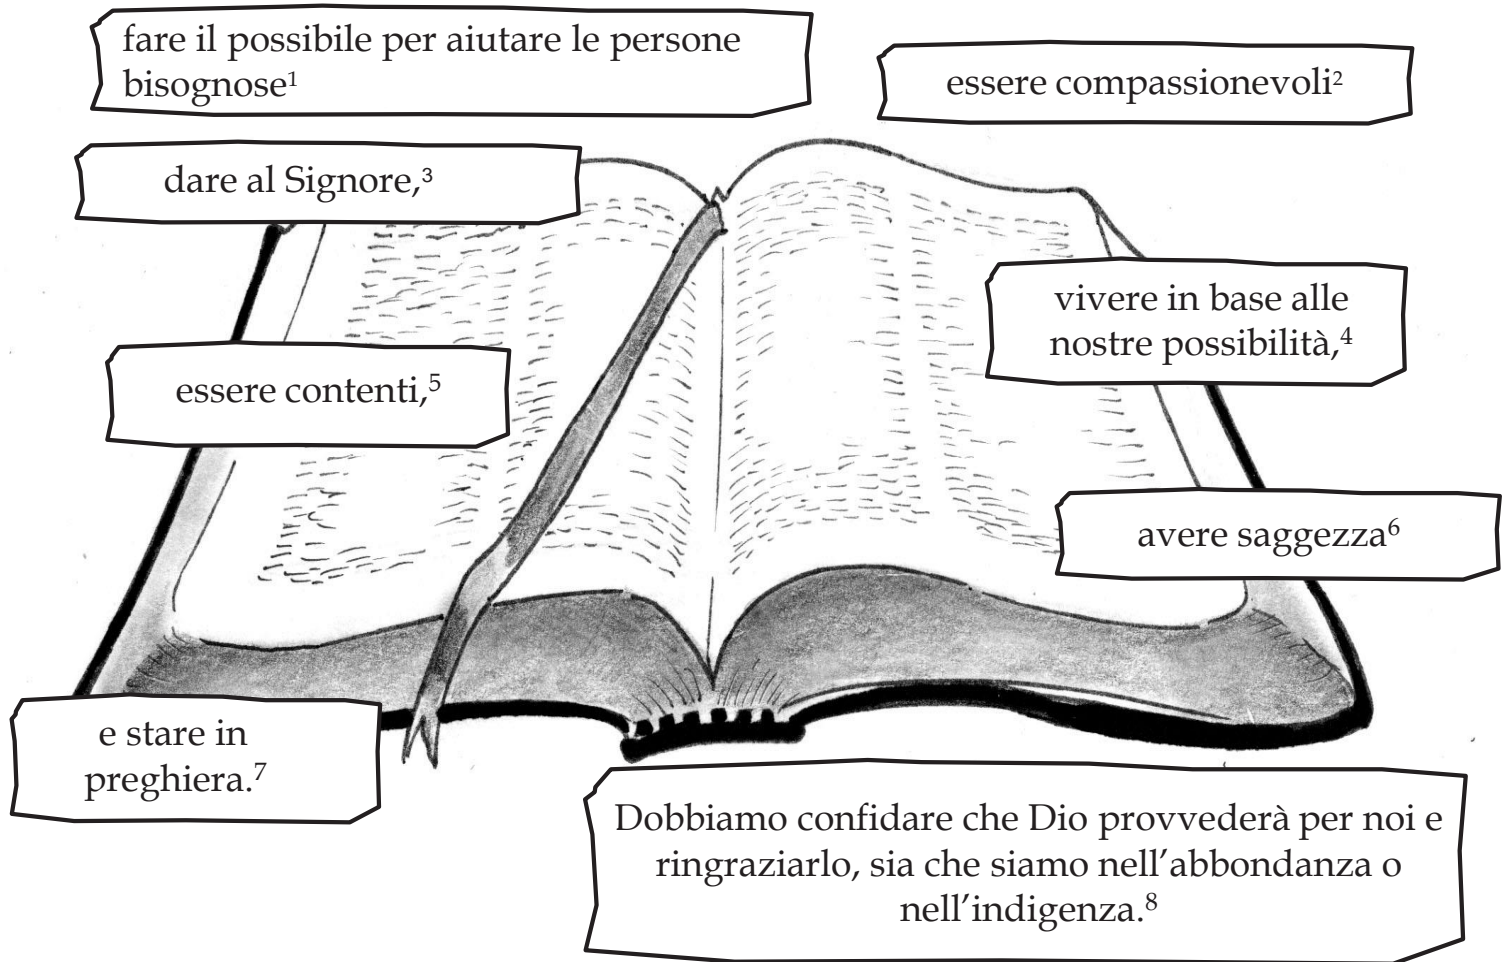 fare il possibile per aiutare le persone
bisognose¹
essere compassionevoli²
dare al Signore,³
vivere in base alle
nostre possibilità,⁴
essere contenti,⁵
avere saggezza⁶
e stare in
preghiera.⁷
Dobbiamo confidare che Dio provvederà per noi e
ringraziarlo, sia che siamo nell’abbondanza o
nell’indigenza.⁸